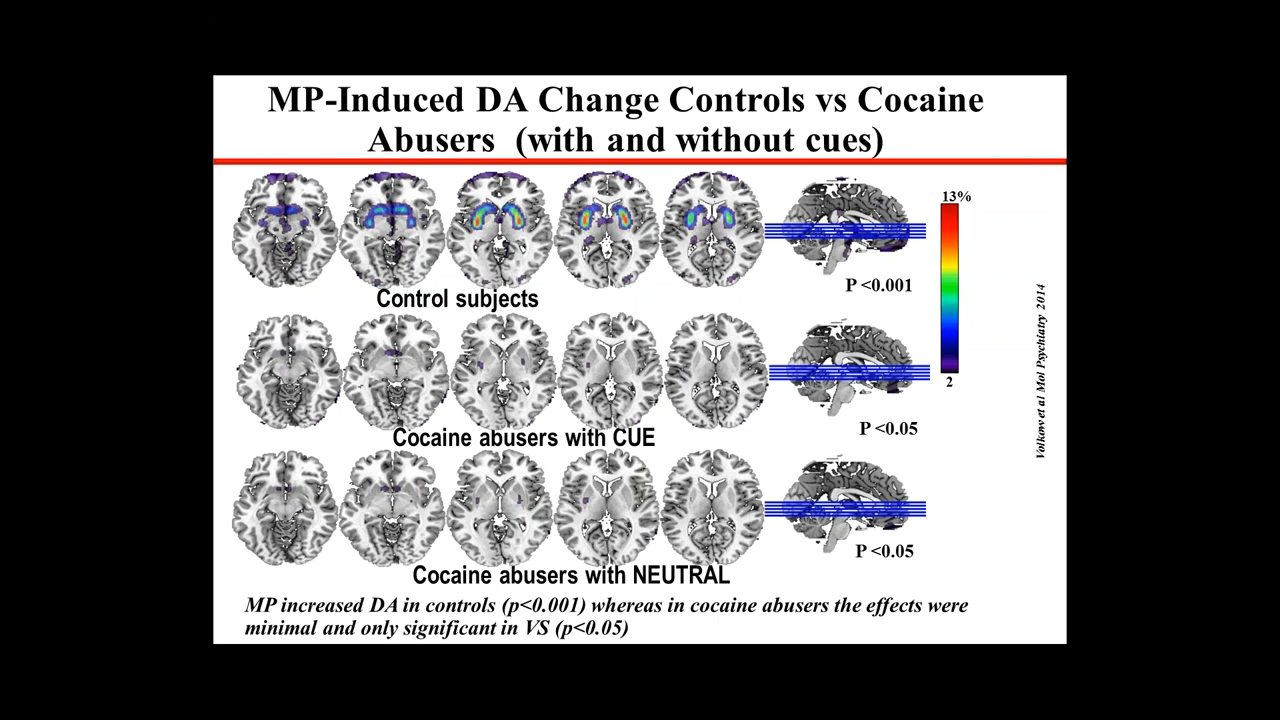 MP-Induced DA Change Controls vs Cocaine
Abusers (with and without cues)
13%
P <0.001
Control subjects
2
Volkow et al Mol Psychiatry 2014
P <0.05
Cocaine abusers with CUE
P <0.05
Cocaine abusers with NEUTRAL
MP increased DA in controls (p<0.001) whereas in cocaine abusers the effects were
minimal and only significant in VS (p<0.05)